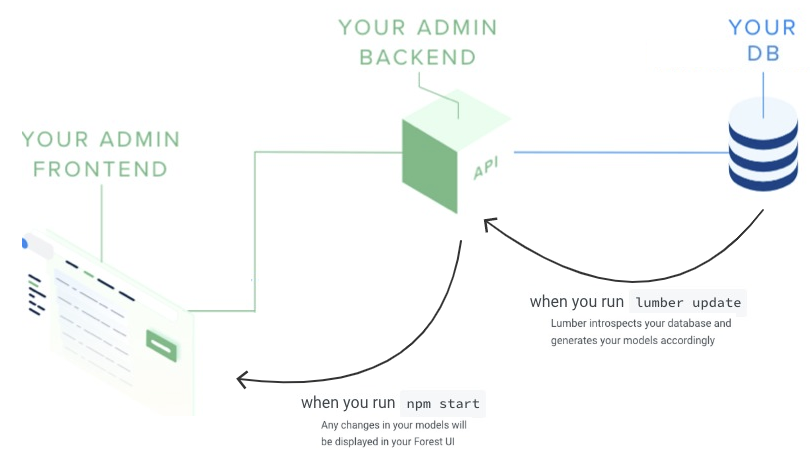 YOUR ADMIN
BACKEND
YOUR
DB
YOUR ADMIN
FRONTEND
API
when you run lumber update
Lumber introspects your database and
generates your models accordingly
when you run npm start
Any changes in your models will
be displayed in your Forest UI